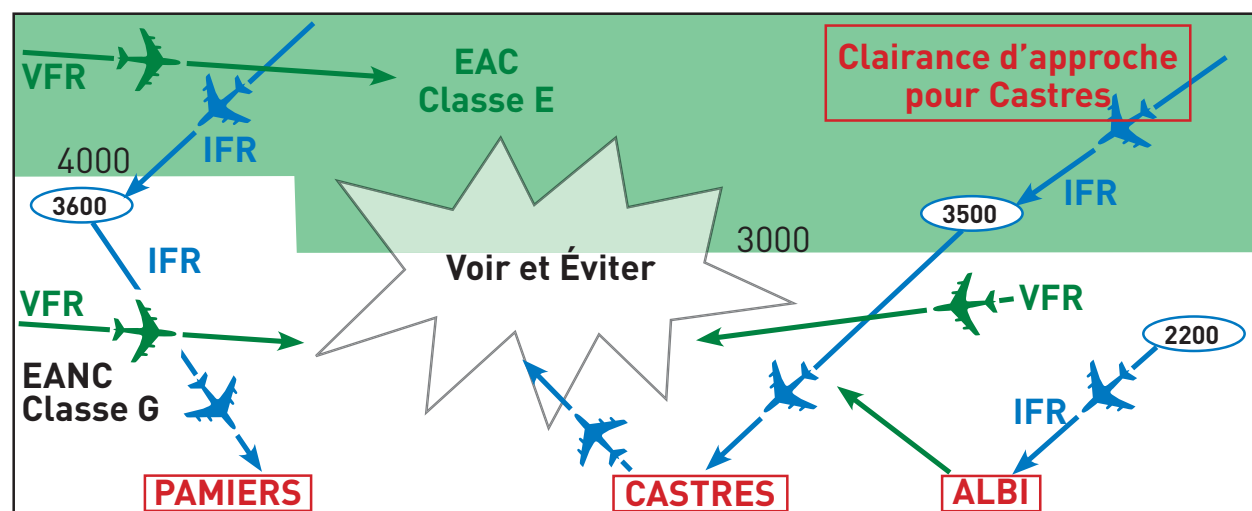 VFR
EAC
Classe E
Clairance d'approche
pour Castres
IFR
4000
IFR
3600
3500
IFR
Voir et Éviter
3000
VFR
VFR
2200
EANC
Classe G
IFR
PAMIERS
CASTRES
ALBI